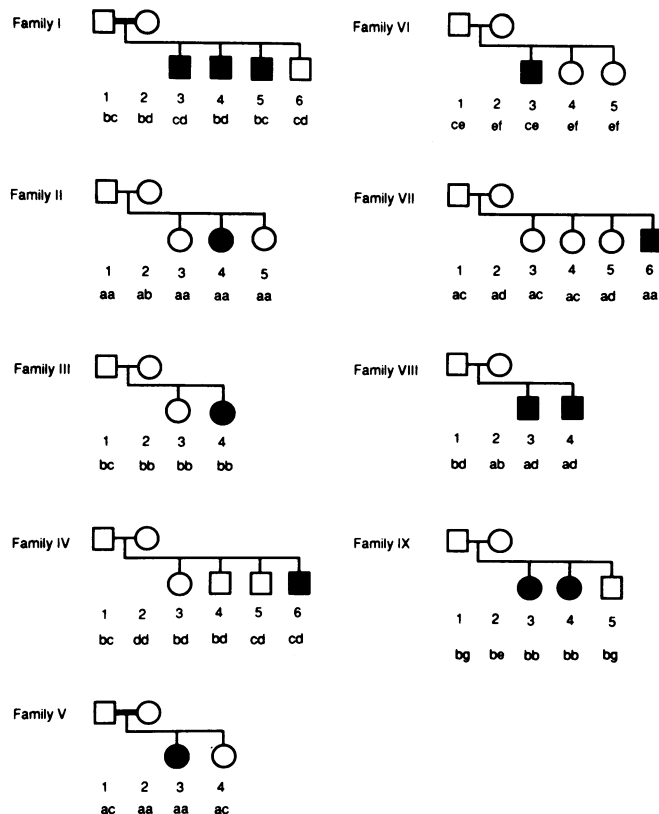 Family I
1 2 3 4 5 6
bc bd cd bd bc cd
Family II
1 2 3 4 5
aa ab aa aa aa
Family III
1 2 3 4
bc bb bb bb
Family IV
1 2 3 4 5 6
bc dd bd bd cd cd
Family V
1 2 3 4
ac aa aa ac
Family VI
1 2 3 4 5
ce ef ce ef ef
Family VII
1 2 3 4 5 6
ac ad ac ac ad aa
Family VIII
1 2 3 4
bd ab ad ad
Family IX
1 2 3 4 5
bg be bb bb bg